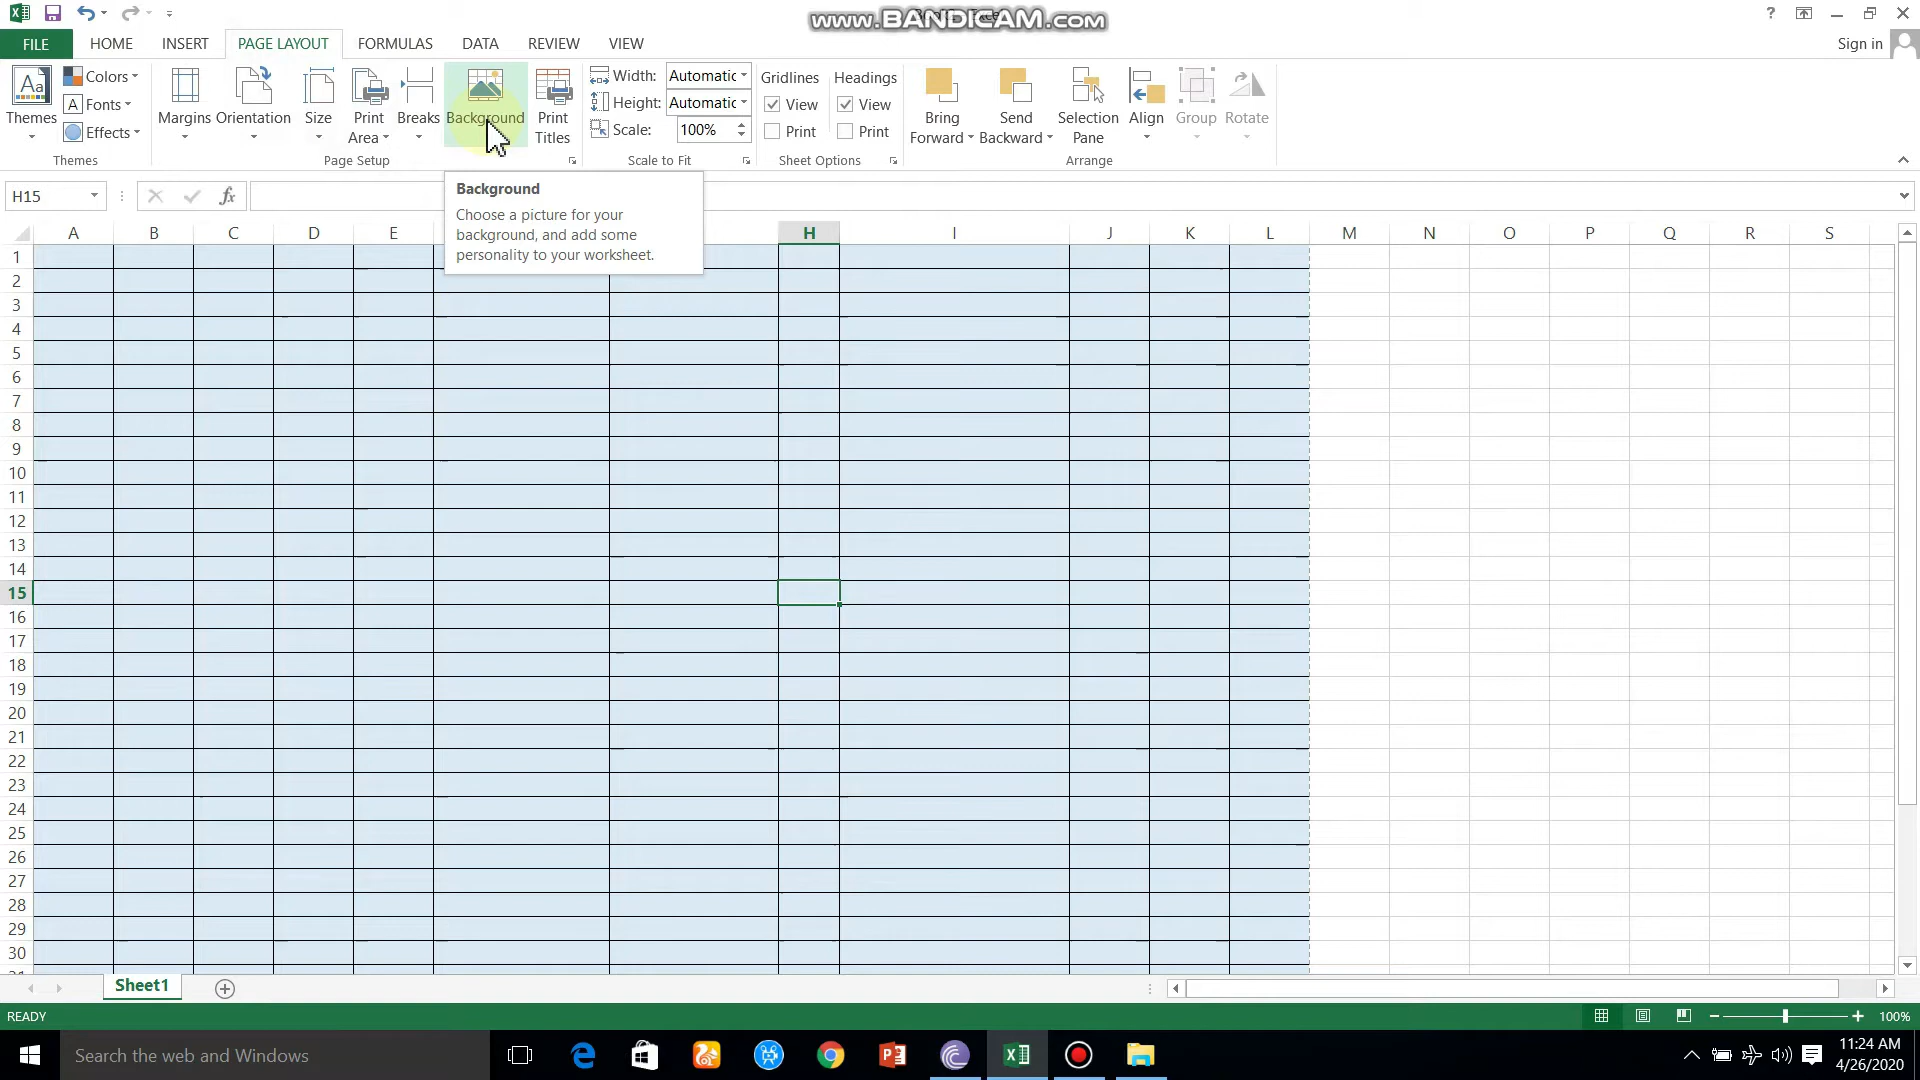 www.BANDICAM.com
FILE HOME INSERT PAGE LAYOUT FORMULAS DATA REVIEW VIEW
Sign in
Themes
Colors
Fonts
Effects
Themes
Margins
Orientation
Size
Print Area
Breaks
Background
Print Titles
Page Setup
Width: Automatic
Height: Automatic
Scale: 100%
Scale to Fit
Gridlines
View
Print
Headings
View
Print
Sheet Options
Bring Forward
Send Backward
Selection Pane
Align
Group
Rotate
Arrange
H15
fx
Background
Choose a picture for your
background, and add some
personality to your worksheet.
A B C D E H I J K L M N O P Q R S
1
2
3
4
5
6
7
8
9
10
11
12
13
14
15
16
17
18
19
20
21
22
23
24
25
26
27
28
29
30
Sheet1
READY
100%
Search the web and Windows
11:24 AM
4/26/2020